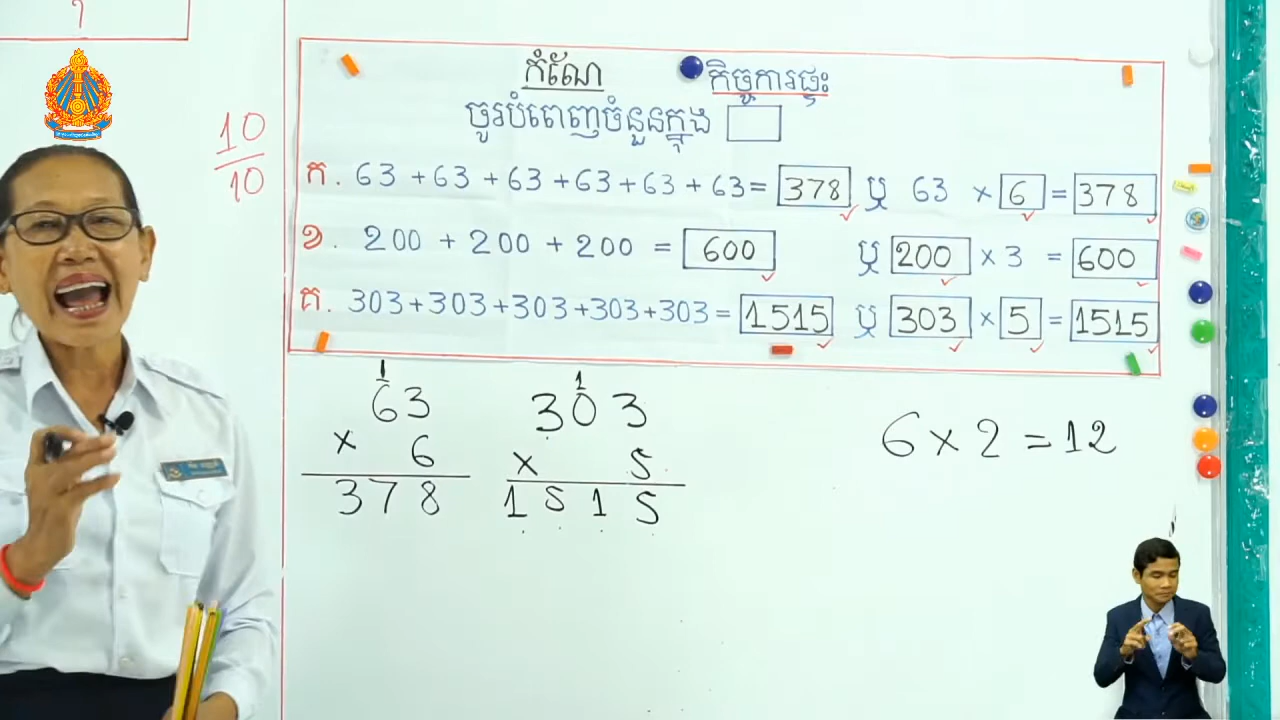 កំណែ កិច្ចការផ្ទះ
ចូរបំពេញចំនួនក្នុង
10
10
ក. 63 + 63 + 63 + 63 + 63 + 63 = 378 ឬ 63 × 6 = 378
ខ. 200 + 200 + 200 = 600 ឬ 200 × 3 = 600
គ. 303 + 303 + 303 + 303 + 303 = 1515 ឬ 303 × 5 = 1515
1
63
× 6
378
1
303
× 5
1515
6 × 2 = 12